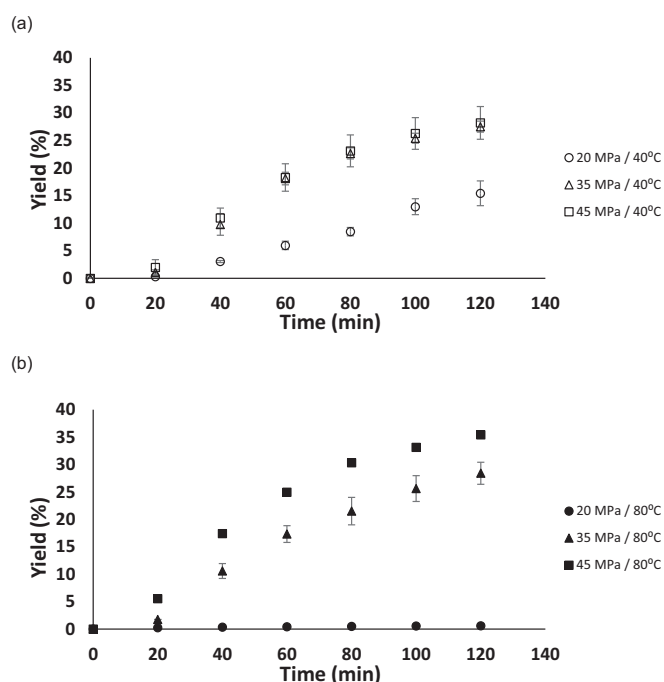 (a)
40
35
30
25
20
15
10
5
0
Yield (%)
0 20 40 60 80 100 120 140
Time (min)
20 MPa / 40ºC
35 MPa / 40ºC
45 MPa / 40ºC
(b)
40
35
30
25
20
15
10
5
0
Yield (%)
0 20 40 60 80 100 120 140
Time (min)
20 MPa / 80ºC
35 MPa / 80ºC
45 MPa / 80ºC